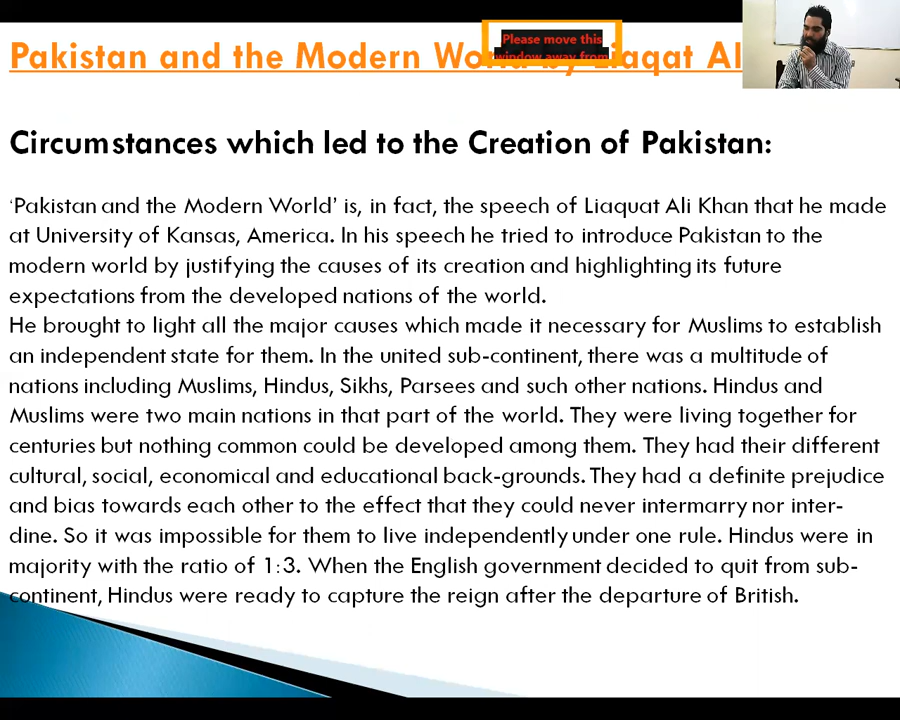 Pakistan and the Modern World by Liaqat Al
Please move this
window away from
Circumstances which led to the Creation of Pakistan:
‘Pakistan and the Modern World’ is, in fact, the speech of Liaquat Ali Khan that he made
at University of Kansas, America. In his speech he tried to introduce Pakistan to the
modern world by justifying the causes of its creation and highlighting its future
expectations from the developed nations of the world.
He brought to light all the major causes which made it necessary for Muslims to establish
an independent state for them. In the united sub-continent, there was a multitude of
nations including Muslims, Hindus, Sikhs, Parsees and such other nations. Hindus and
Muslims were two main nations in that part of the world. They were living together for
centuries but nothing common could be developed among them. They had their different
cultural, social, economical and educational back-grounds. They had a definite prejudice
and bias towards each other to the effect that they could never intermarry nor inter-
dine. So it was impossible for them to live independently under one rule. Hindus were in
majority with the ratio of 1:3. When the English government decided to quit from sub-
continent, Hindus were ready to capture the reign after the departure of British.